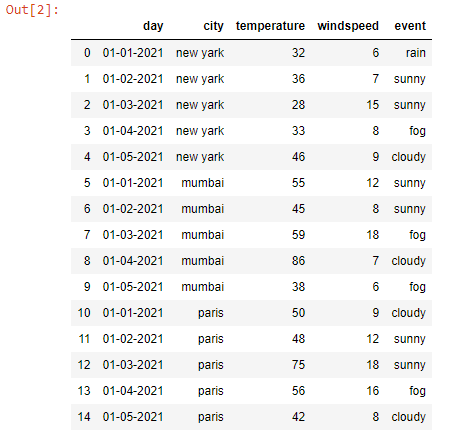 Out[2]:
day city temperature windspeed event
0 01-01-2021 new yark 32 6 rain
1 01-02-2021 new yark 36 7 sunny
2 01-03-2021 new yark 28 15 sunny
3 01-04-2021 new yark 33 8 fog
4 01-05-2021 new yark 46 9 cloudy
5 01-01-2021 mumbai 55 12 sunny
6 01-02-2021 mumbai 45 8 sunny
7 01-03-2021 mumbai 59 18 fog
8 01-04-2021 mumbai 86 7 cloudy
9 01-05-2021 mumbai 38 6 fog
10 01-01-2021 paris 50 9 cloudy
11 01-02-2021 paris 48 12 sunny
12 01-03-2021 paris 75 18 sunny
13 01-04-2021 paris 56 16 fog
14 01-05-2021 paris 42 8 cloudy